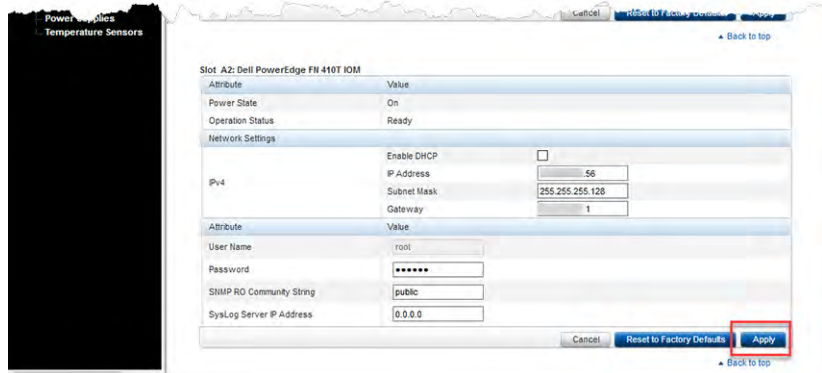 Power Supplies
Cancel Reset to Factory Defaults Apply
Temperature Sensors
Back to top
Slot A2: Dell PowerEdge FN 410T IOM
Attribute Value
Power State On
Operation Status Ready
Network Settings
Enable DHCP
IPv4
IP Address .56
Subnet Mask 255.255.255.128
Gateway 1
Attribute Value
User Name root
Password ••••••
SNMP RO Community String public
SysLog Server IP Address 0.0.0.0
Cancel Reset to Factory Defaults Apply
Back to top